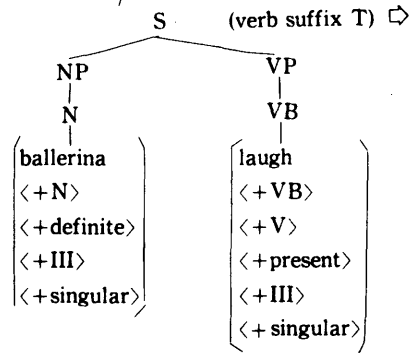 S (verb suffix T) ⇨
NP VP
N VB
ballerina laugh
⟨+N⟩ ⟨+VB⟩
⟨+definite⟩ ⟨+V⟩
⟨+III⟩ ⟨+present⟩
⟨+singular⟩ ⟨+III⟩
⟨+singular⟩